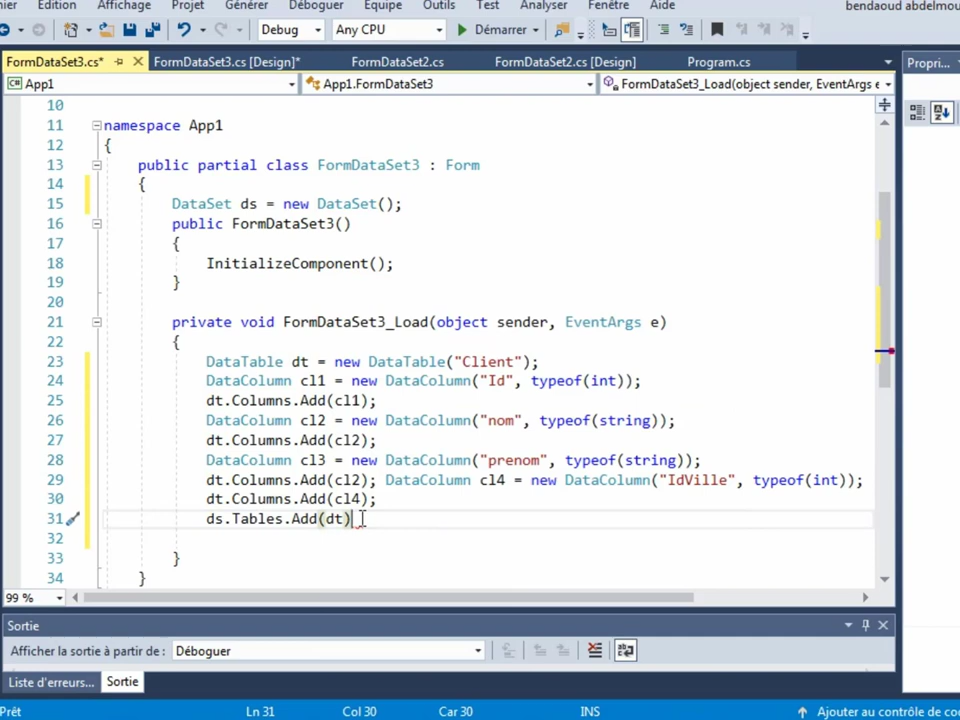 Edition Affichage Projet Générer Déboguer Equipe Outils Test Analyser Fenêtre Aide
bendaoud abdelmou
Debug Any CPU Démarrer
FormDataSet3.cs* FormDataSet3.cs [Design]* FormDataSet2.cs FormDataSet2.cs [Design] Program.cs
Propri...
App1 App1.FormDataSet3 FormDataSet3_Load(object sender, EventArgs e
10
11 namespace App1
12 {
13 public partial class FormDataSet3 : Form
14 {
15 DataSet ds = new DataSet();
16 public FormDataSet3()
17 {
18 InitializeComponent();
19 }
20
21 private void FormDataSet3_Load(object sender, EventArgs e)
22 {
23 DataTable dt = new DataTable("Client");
24 DataColumn cl1 = new DataColumn("Id", typeof(int));
25 dt.Columns.Add(cl1);
26 DataColumn cl2 = new DataColumn("nom", typeof(string));
27 dt.Columns.Add(cl2);
28 DataColumn cl3 = new DataColumn("prenom", typeof(string));
29 dt.Columns.Add(cl2); DataColumn cl4 = new DataColumn("IdVille", typeof(int));
30 dt.Columns.Add(cl4);
31 ds.Tables.Add(dt)
32
33 }
34 }
99 %
Sortie
Afficher la sortie à partir de : Déboguer
Liste d'erreurs... Sortie
Prêt Ln 31 Col 30 Car 30 INS Ajouter au contrôle de co